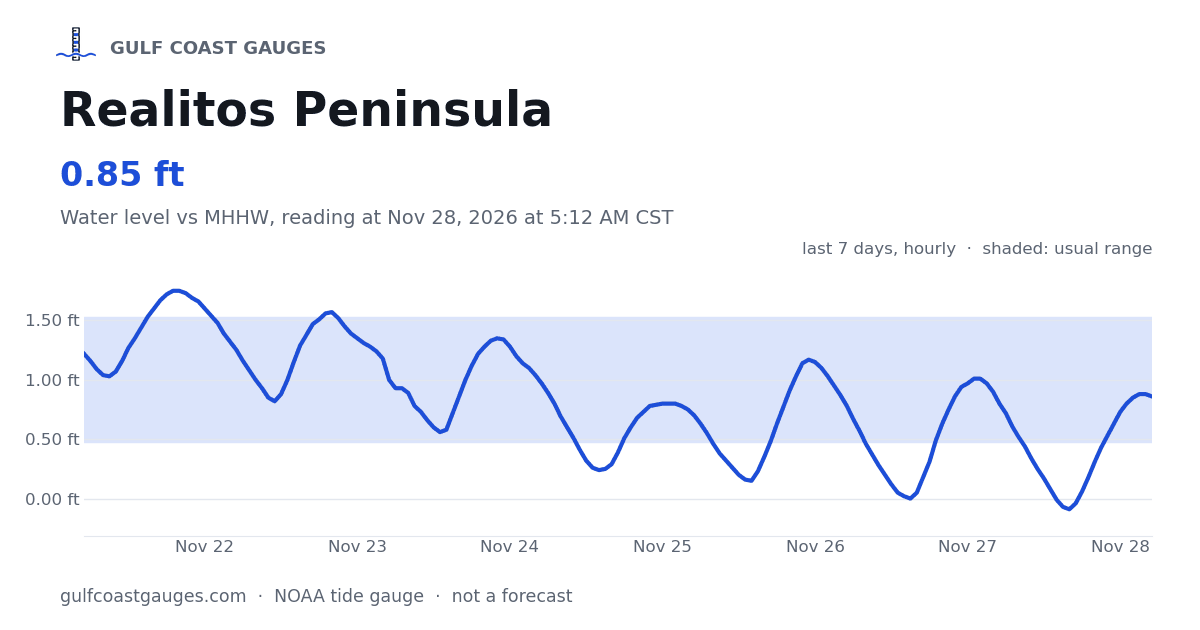 GULF COAST GAUGES
Realitos Peninsula
0.85 ft
Water level vs MHHW, reading at Nov 28, 2026 at 5:12 AM CST
last 7 days, hourly · shaded: usual range
1.50 ft
1.00 ft
0.50 ft
0.00 ft
Nov 22 Nov 23 Nov 24 Nov 25 Nov 26 Nov 27 Nov 28
gulfcoastgauges.com · NOAA tide gauge · not a forecast